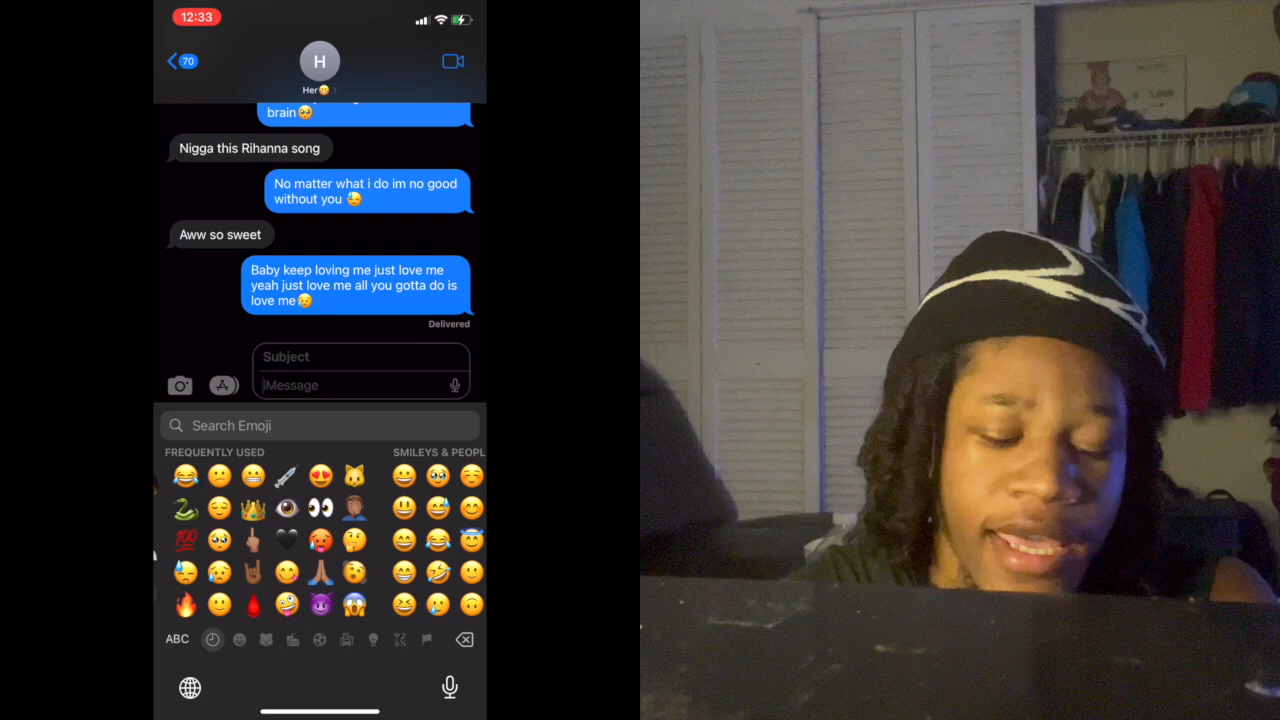 12:33
70
H
Her🤭
brain🥺
Nigga this Rihanna song
No matter what i do im no good
without you 😓
Aww so sweet
Baby keep loving me just love me
yeah just love me all you gotta do is
love me😥
Delivered
Subject
iMessage
Search Emoji
FREQUENTLY USED
SMILEYS & PEOPL
ABC